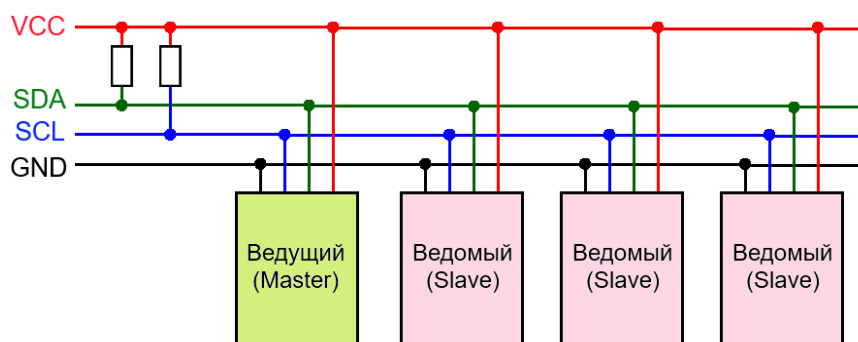 VCC
SDA
SCL
GND
Ведущий
(Master)
Ведомый
(Slave)
Ведомый
(Slave)
Ведомый
(Slave)